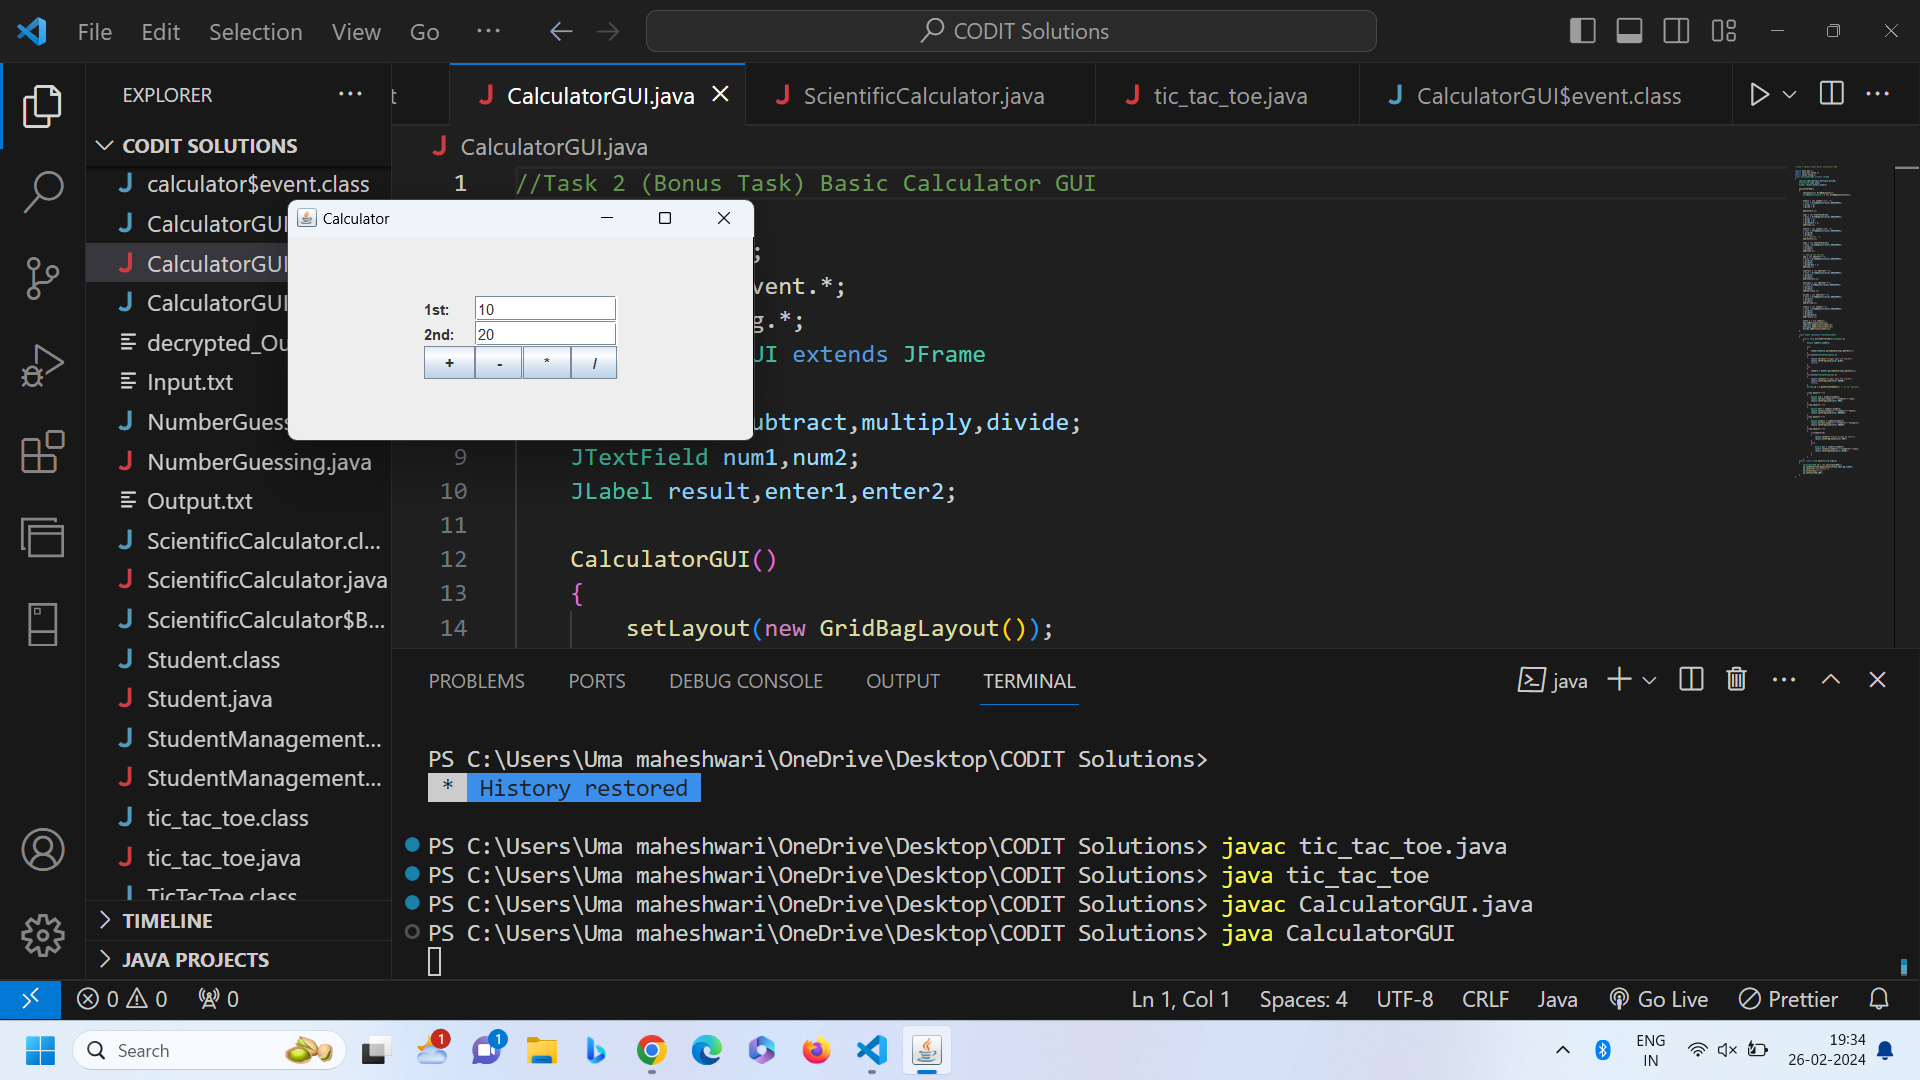 File Edit Selection View Go ··· CODIT Solutions
EXPLORER ···
t CalculatorGUI.java ScientificCalculator.java tic_tac_toe.java CalculatorGUI$event.class
CODIT SOLUTIONS
calculator$event.class
CalculatorGUI
CalculatorGUI
CalculatorGUI
decrypted_Ou
Input.txt
NumberGuess
NumberGuessing.java
Output.txt
ScientificCalculator.cl...
ScientificCalculator.java
ScientificCalculator$B...
Student.class
Student.java
StudentManagement...
StudentManagement...
tic_tac_toe.class
tic_tac_toe.java
TicTacToe.class
TIMELINE
JAVA PROJECTS
CalculatorGUI.java
1 //Task 2 (Bonus Task) Basic Calculator GUI
;
vent.*;
g.*;
UI extends JFrame
ubtract,multiply,divide;
9 JTextField num1,num2;
10 JLabel result,enter1,enter2;
11
12 CalculatorGUI()
13 {
14 setLayout(new GridBagLayout());
Calculator
1st: 10
2nd: 20
+ - * /
PROBLEMS PORTS DEBUG CONSOLE OUTPUT TERMINAL java
PS C:\Users\Uma maheshwari\OneDrive\Desktop\CODIT Solutions>
* History restored
PS C:\Users\Uma maheshwari\OneDrive\Desktop\CODIT Solutions> javac tic_tac_toe.java
PS C:\Users\Uma maheshwari\OneDrive\Desktop\CODIT Solutions> java tic_tac_toe
PS C:\Users\Uma maheshwari\OneDrive\Desktop\CODIT Solutions> javac CalculatorGUI.java
PS C:\Users\Uma maheshwari\OneDrive\Desktop\CODIT Solutions> java CalculatorGUI
0 0 0 Ln 1, Col 1 Spaces: 4 UTF-8 CRLF Java Go Live Prettier
Search 1 1 ENG 19:34
IN 26-02-2024